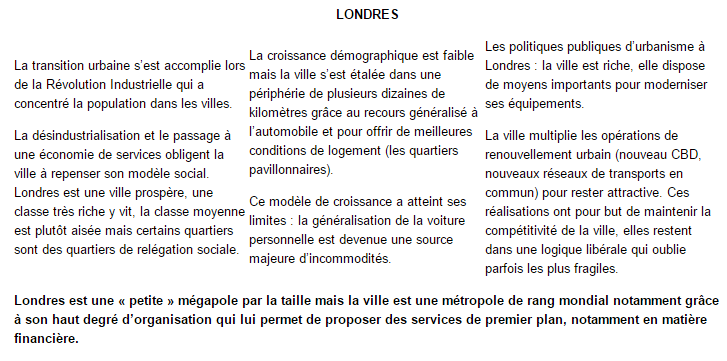 LONDRES
La transition urbaine s’est accomplie lors
de la Révolution Industrielle qui a
concentré la population dans les villes.
La désindustrialisation et le passage à
une économie de services obligent la
ville à repenser son modèle social.
Londres est une ville prospère, une
classe très riche y vit, la classe moyenne
est plutôt aisée mais certains quartiers
sont des quartiers de relégation sociale.
La croissance démographique est faible
mais la ville s’est étalée dans une
périphérie de plusieurs dizaines de
kilomètres grâce au recours généralisé à
l’automobile et pour offrir de meilleures
conditions de logement (les quartiers
pavillonnaires).
Ce modèle de croissance a atteint ses
limites : la généralisation de la voiture
personnelle est devenue une source
majeure d’incommodités.
Les politiques publiques d’urbanisme à
Londres : la ville est riche, elle dispose
de moyens importants pour moderniser
ses équipements.
La ville multiplie les opérations de
renouvellement urbain (nouveau CBD,
nouveaux réseaux de transports en
commun) pour rester attractive. Ces
réalisations ont pour but de maintenir la
compétitivité de la ville, elles restent
dans une logique libérale qui oublie
parfois les plus fragiles.
Londres est une « petite » mégapole par la taille mais la ville est une métropole de rang mondial notamment grâce
à son haut degré d’organisation qui lui permet de proposer des services de premier plan, notamment en matière
financière.